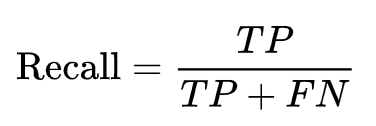 Recall = TP / (TP + FN)